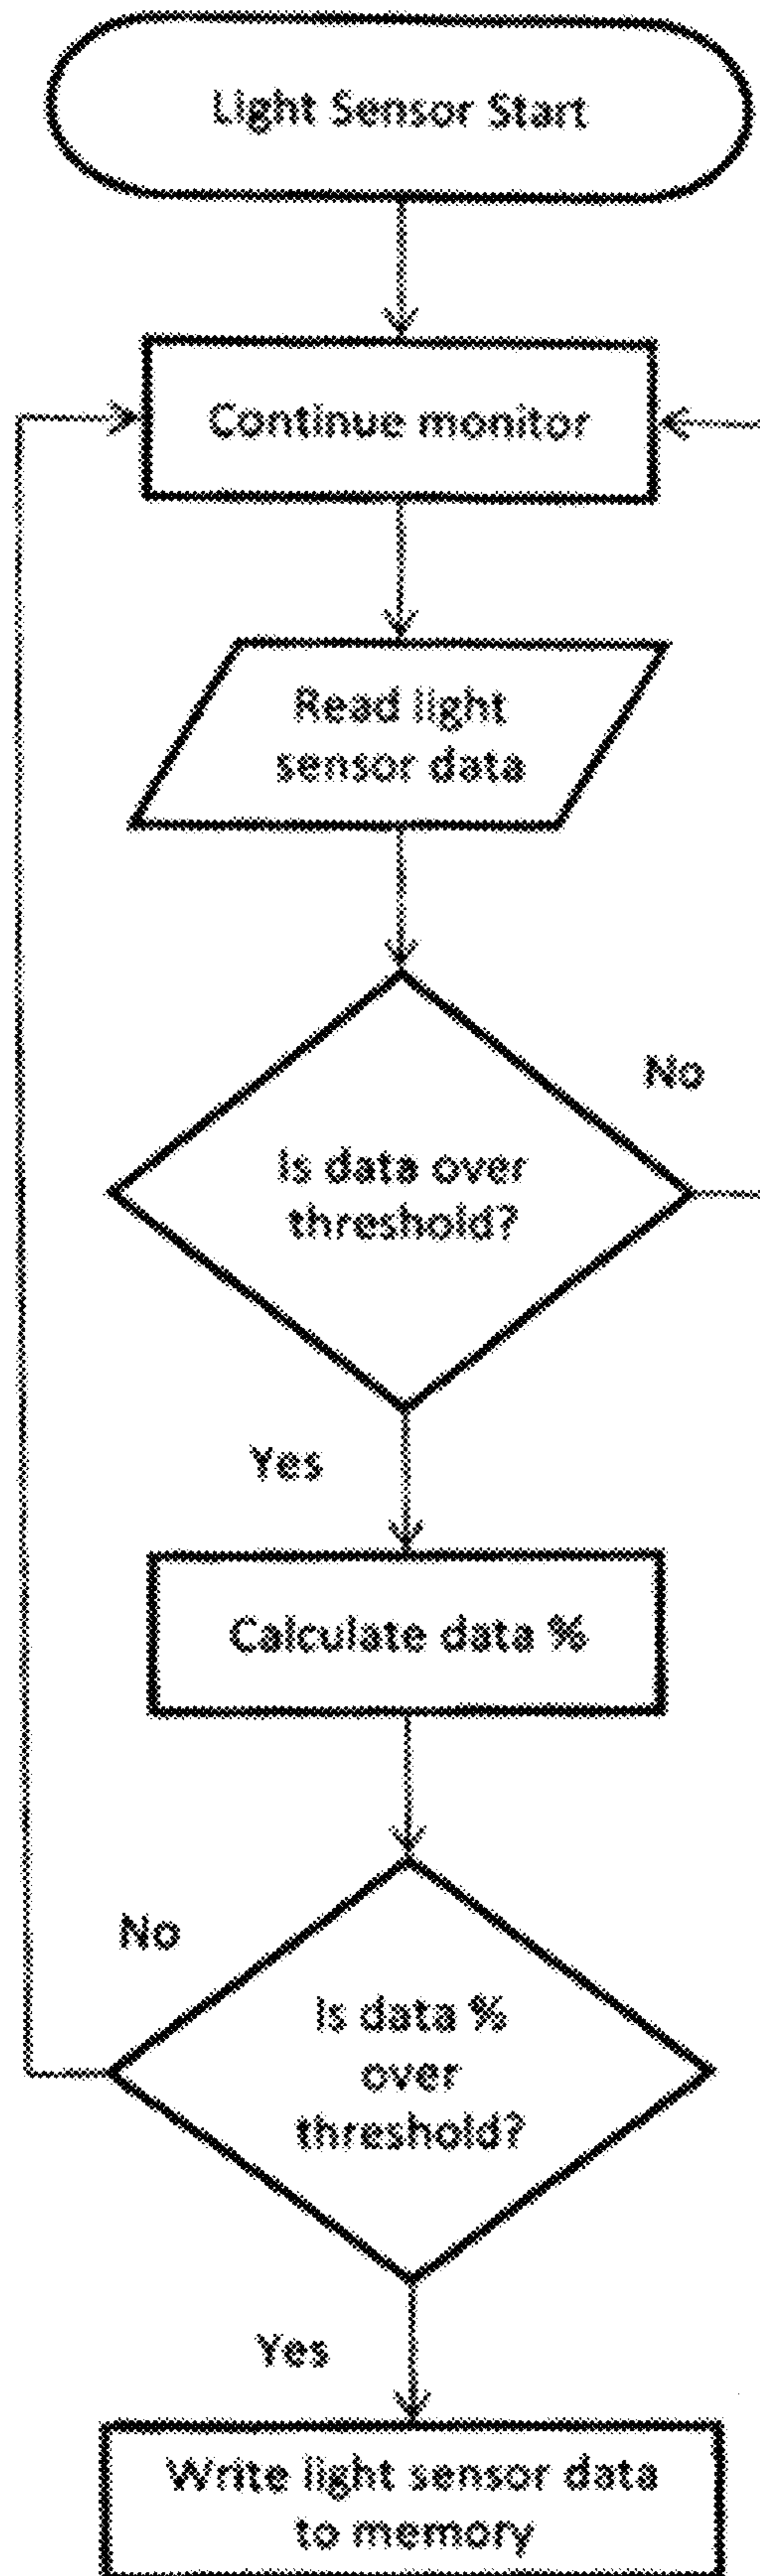 Light Sensor Start
Continue monitor
Read light
sensor data
No
Is data over
threshold?
Yes
Calculate data %
No
Is data %
over
threshold?
Yes
Write light sensor data
to memory